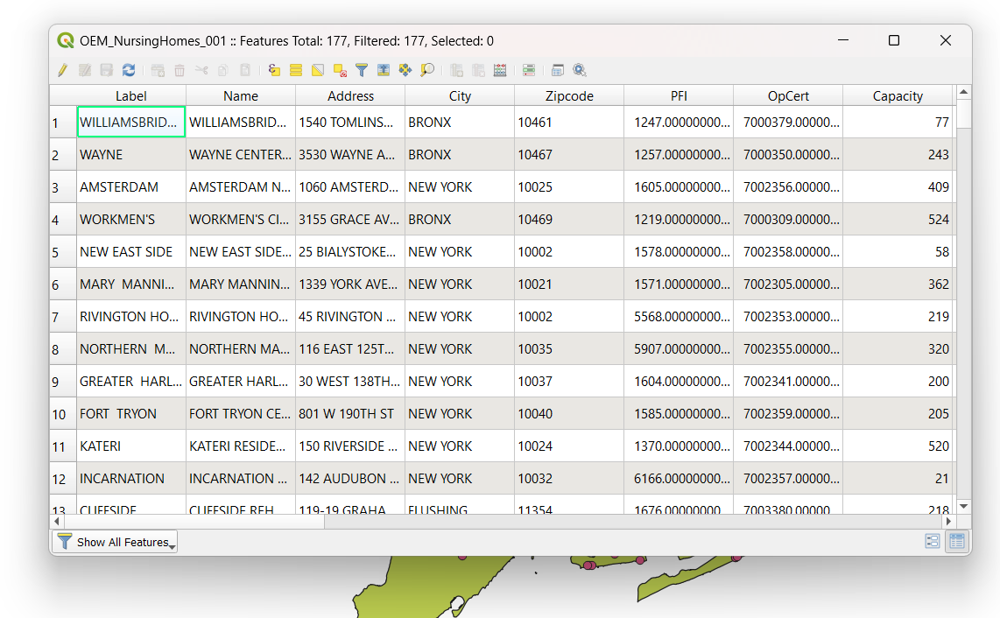 OEM_NursingHomes_001 :: Features Total: 177, Filtered: 177, Selected: 0
Label Name Address City Zipcode PFI OpCert Capacity
1 WILLIAMSBRID... WILLIAMSBRID... 1540 TOMLINS... BRONX 10461 1247.00000000... 7000379.00000... 77
2 WAYNE WAYNE CENTER... 3530 WAYNE A... BRONX 10467 1257.00000000... 7000350.00000... 243
3 AMSTERDAM AMSTERDAM N... 1060 AMSTERD... NEW YORK 10025 1605.00000000... 7002356.00000... 409
4 WORKMEN'S WORKMEN'S CI... 3155 GRACE AV... BRONX 10469 1219.00000000... 7000309.00000... 524
5 NEW EAST SIDE NEW EAST SIDE... 25 BIALYSTOKE... NEW YORK 10002 1578.00000000... 7002358.00000... 58
6 MARY  MANNI... MARY MANNIN... 1339 YORK AVE... NEW YORK 10021 1571.00000000... 7002305.00000... 362
7 RIVINGTON HO... RIVINGTON HO... 45 RIVINGTON ... NEW YORK 10002 5568.00000000... 7002353.00000... 219
8 NORTHERN  M... NORTHERN MA... 116 EAST 125T... NEW YORK 10035 5907.00000000... 7002355.00000... 320
9 GREATER  HARL... GREATER HARL... 30 WEST 138TH... NEW YORK 10037 1604.00000000... 7002341.00000... 200
10 FORT  TRYON FORT TRYON CE... 801 W 190TH ST NEW YORK 10040 1585.00000000... 7002359.00000... 205
11 KATERI KATERI RESIDE... 150 RIVERSIDE ... NEW YORK 10024 1370.00000000... 7002344.00000... 520
12 INCARNATION INCARNATION ... 142 AUDUBON ... NEW YORK 10032 6166.00000000... 7002357.00000... 21
13 CLIFFSIDE CLIFFSIDE REH... 119-19 GRAHA... FLUSHING 11354 1676.00000000... 7003380.00000... 218
Show All Features